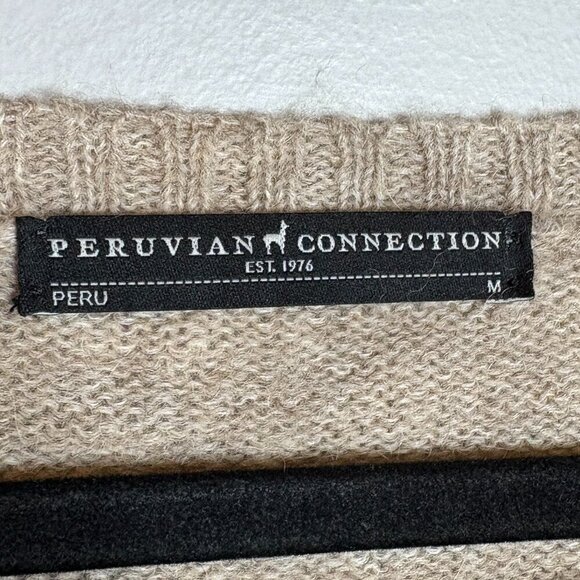 PERUVIAN CONNECTION
EST. 1976
PERU M